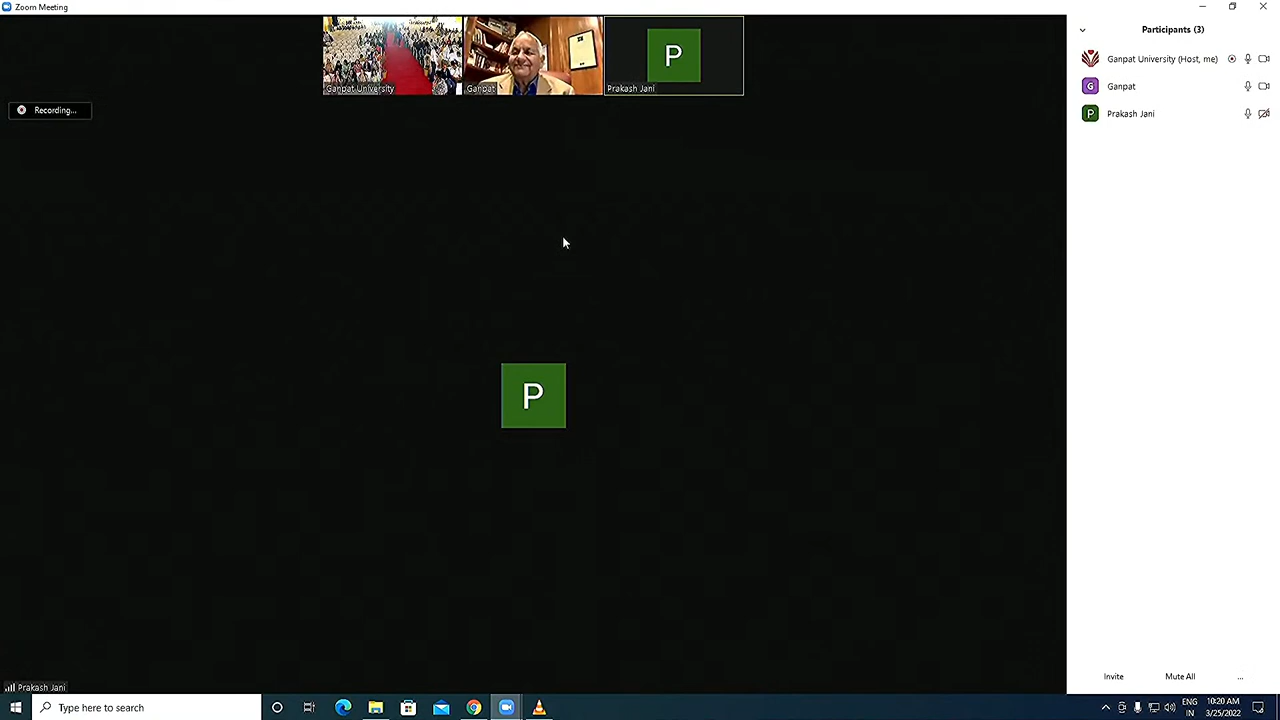 Zoom Meeting
Ganpat University
Ganpat
P
Prakash Jani
Recording...
P
Prakash Jani
Participants (3)
Ganpat University (Host, me)
G
Ganpat
P
Prakash Jani
Invite
Mute All
...
Type here to search
ENG
IN
10:20 AM
3/25/2022